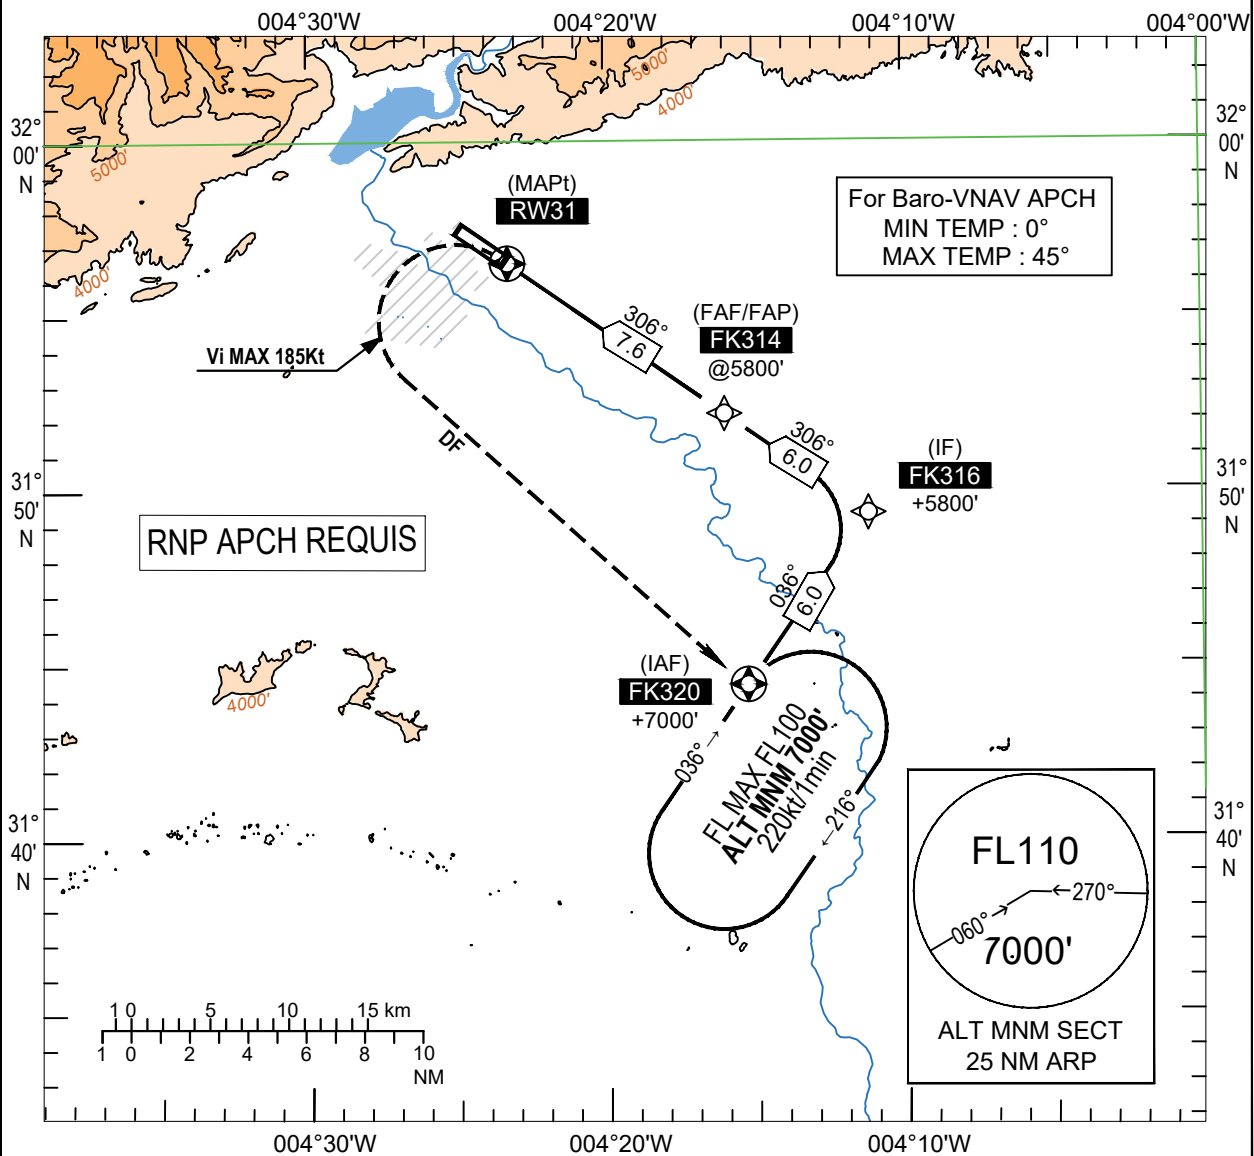 004°30'W
004°20'W
004°10'W
004°00'W
5000'
4000'
32°
00'
N
32°
00'
N
5000'
4000'
(MAPt)
RW31
For Baro-VNAV APCH
MIN TEMP : 0°
MAX TEMP : 45°
306°
7.6
(FAF/FAP)
FK314
@5800'
Vi MAX 185Kt
DF
306°
6.0
(IF)
FK316
+5800'
31°
50'
N
31°
50'
N
RNP APCH REQUIS
036°
6.0
(IAF)
FK320
+7000'
4000'
036°
FL MAX FL100
ALT MNM 7000'
220kt/1min
216°
31°
40'
N
31°
40'
N
FL110
270°
060°
7000'
ALT MNM SECT
25 NM ARP
1 0 5 10 15 km
1 0 2 4 6 8 10
NM
004°30'W
004°20'W
004°10'W